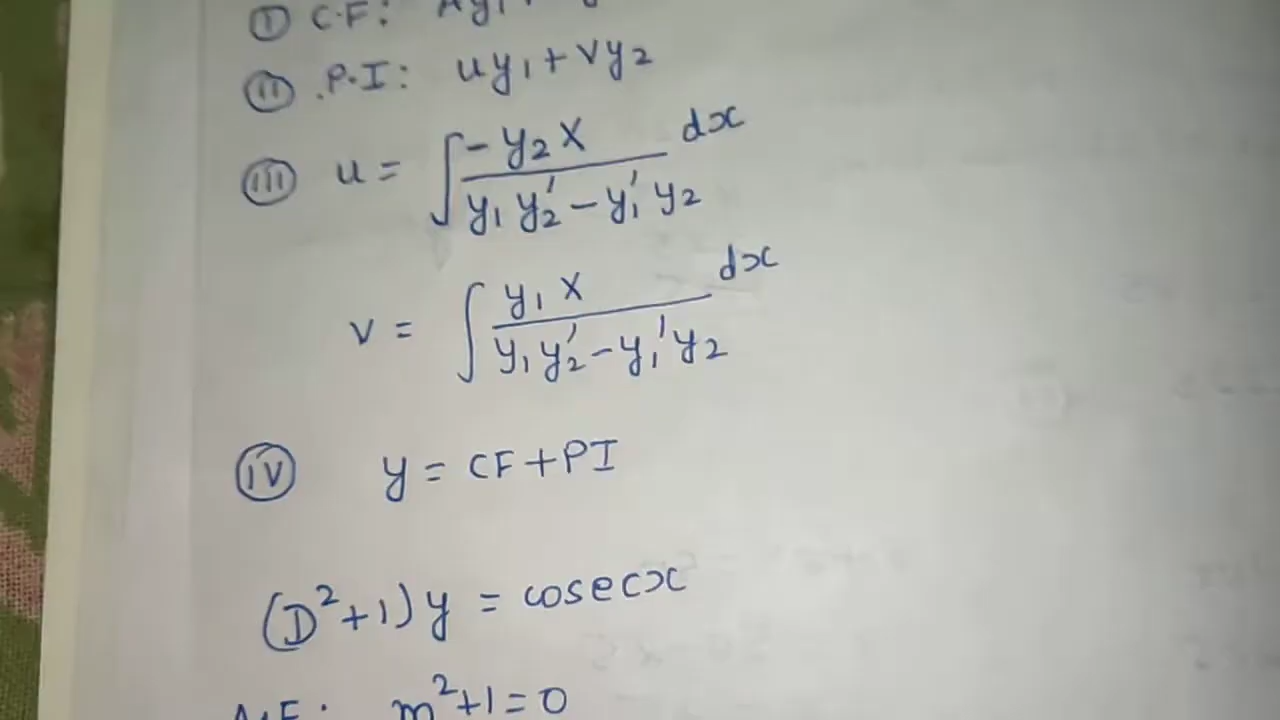 (I) C.F: Ay₁
(II) .P.I: uy₁ + vy₂
(III) u = ∫ -y₂X / (y₁y₂' - y₁'y₂) dx
v = ∫ y₁X / (y₁y₂' - y₁'y₂) dx
(IV) y = CF + PI
(D² + 1) y = cosecx
m² + 1 = 0